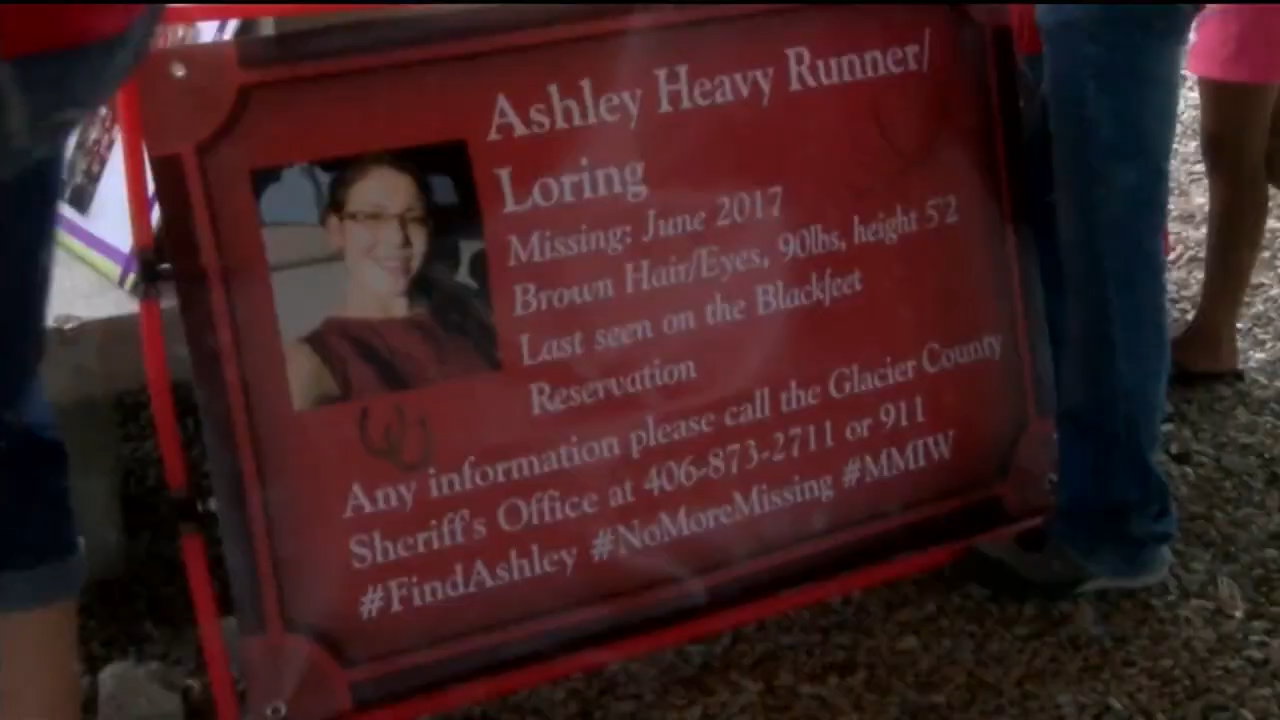 Ashley Heavy Runner/
Loring
Missing: June 2017
Brown Hair/Eyes, 90lbs, height 5'2
Last seen on the Blackfeet
Reservation
Any information please call the Glacier County
Sheriff's Office at 406-873-2711 or 911
#FindAshley #NoMoreMissing #MMIW